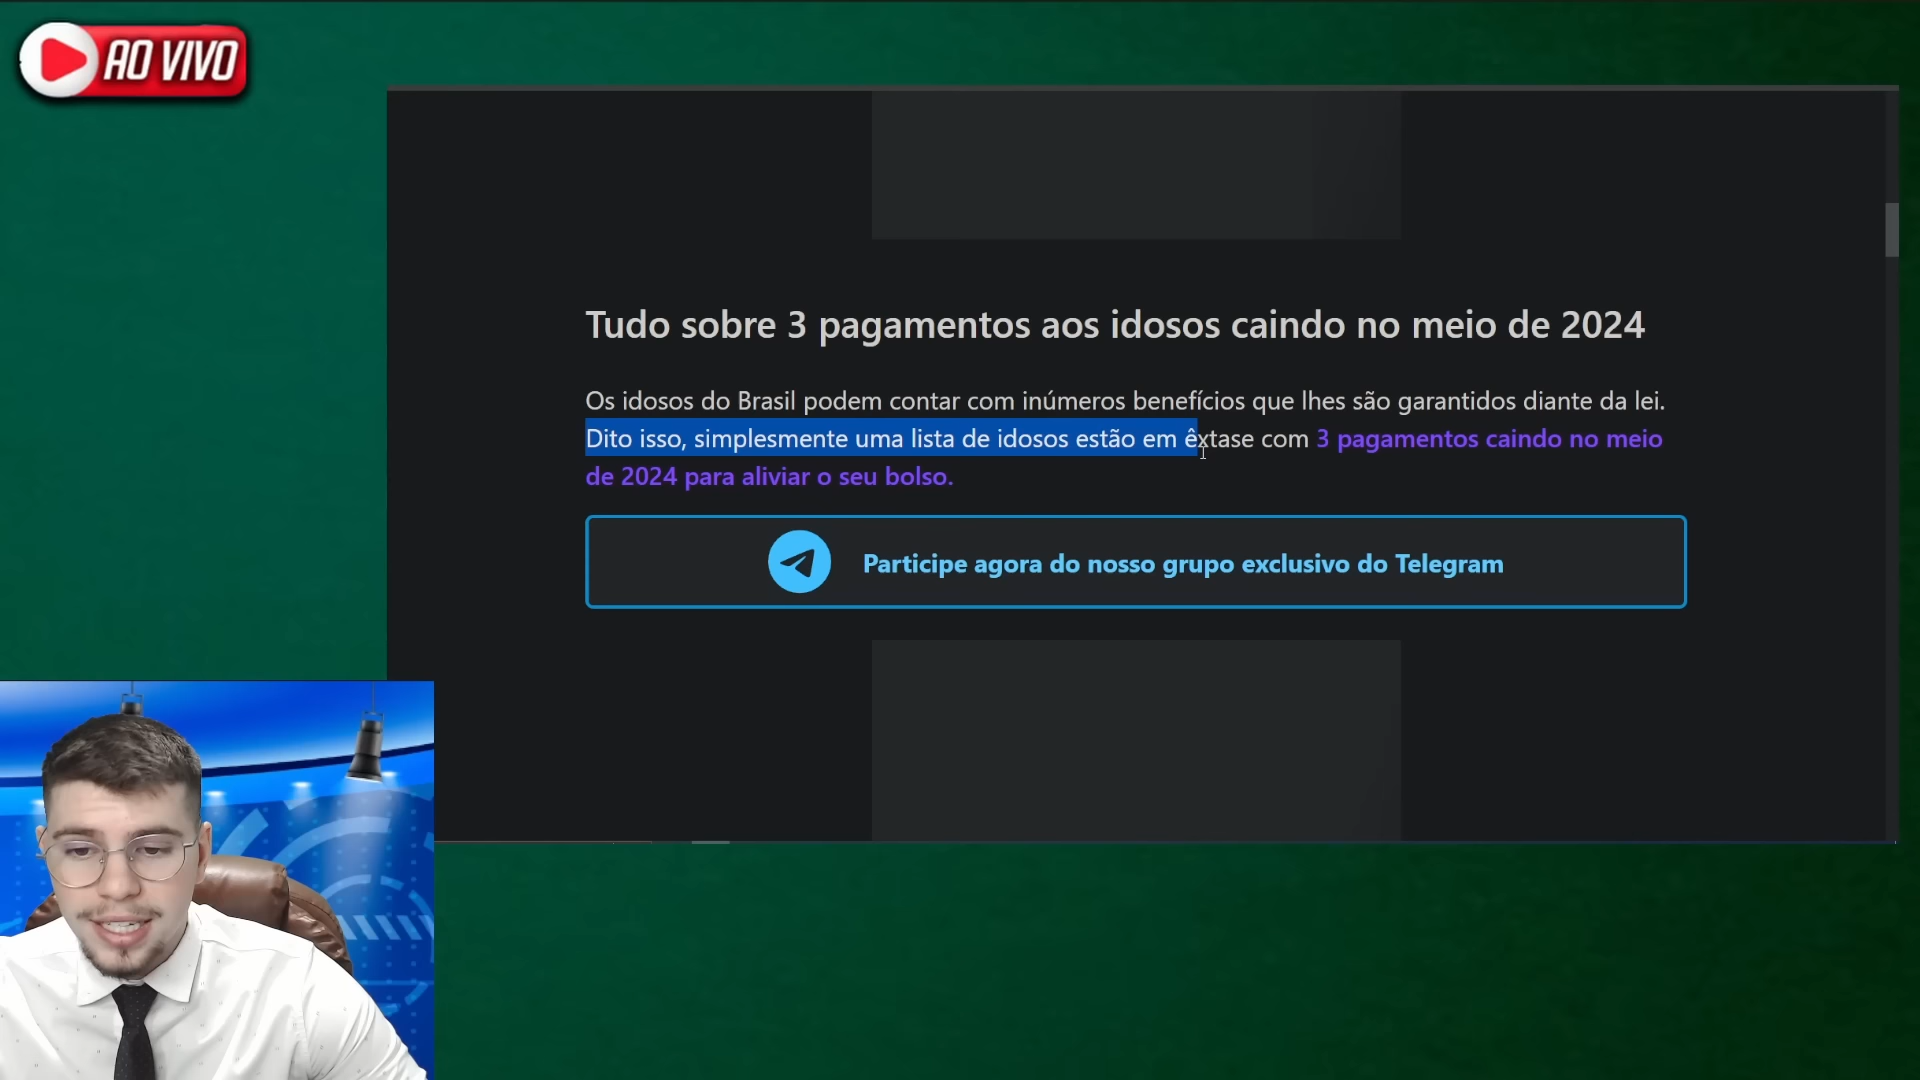 AO VIVO
Tudo sobre 3 pagamentos aos idosos caindo no meio de 2024
Os idosos do Brasil podem contar com inúmeros benefícios que lhes são garantidos diante da lei.
Dito isso, simplesmente uma lista de idosos estão em êxtase com 3 pagamentos caindo no meio
de 2024 para aliviar o seu bolso.
Participe agora do nosso grupo exclusivo do Telegram